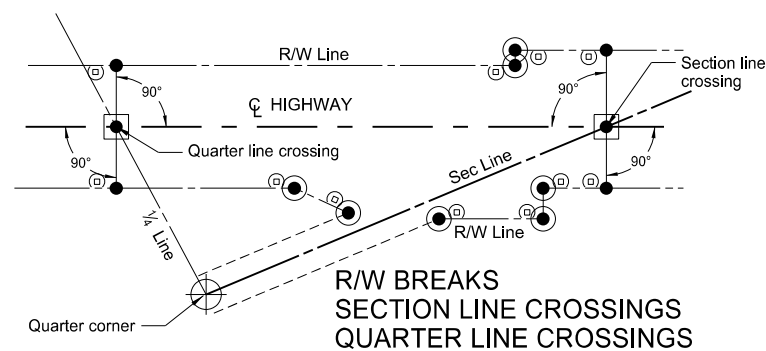 R/W Line
Section line
crossing
90°
90°
℄ HIGHWAY
Quarter line crossing
90°
90°
Sec Line
¼ Line
R/W Line
R/W BREAKS
SECTION LINE CROSSINGS
QUARTER LINE CROSSINGS
Quarter corner